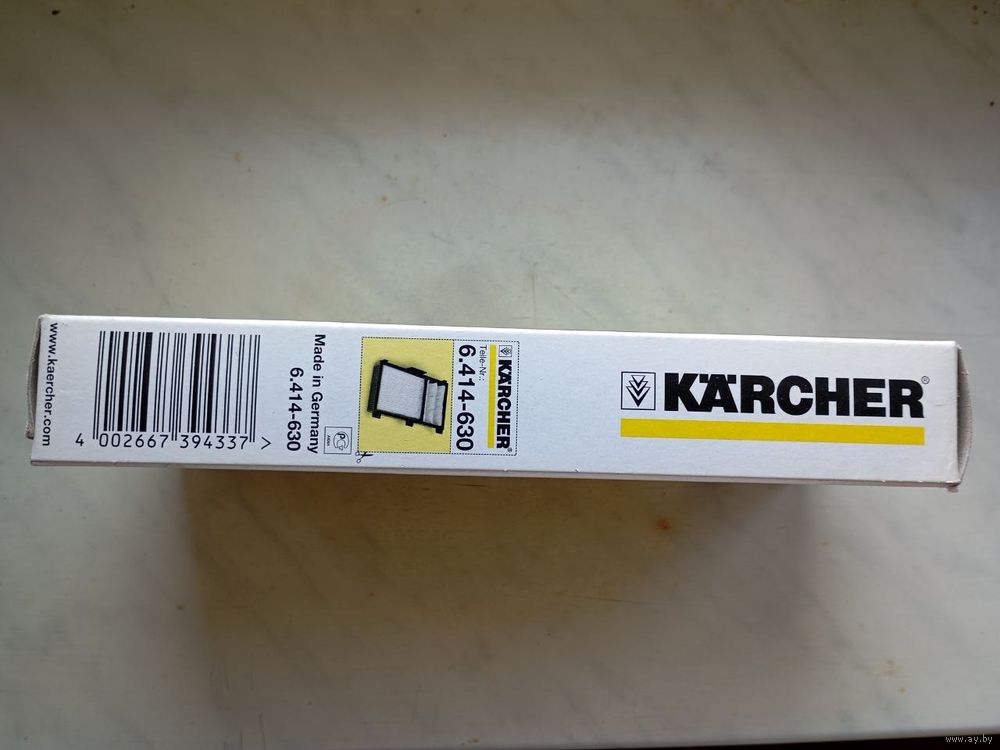 www.kaercher.com
4 002667 394337 >
Made in Germany
6.414-630
KÄRCHER®
Teile-Nr.:
6.414-630
KÄRCHER®
www.ay.by